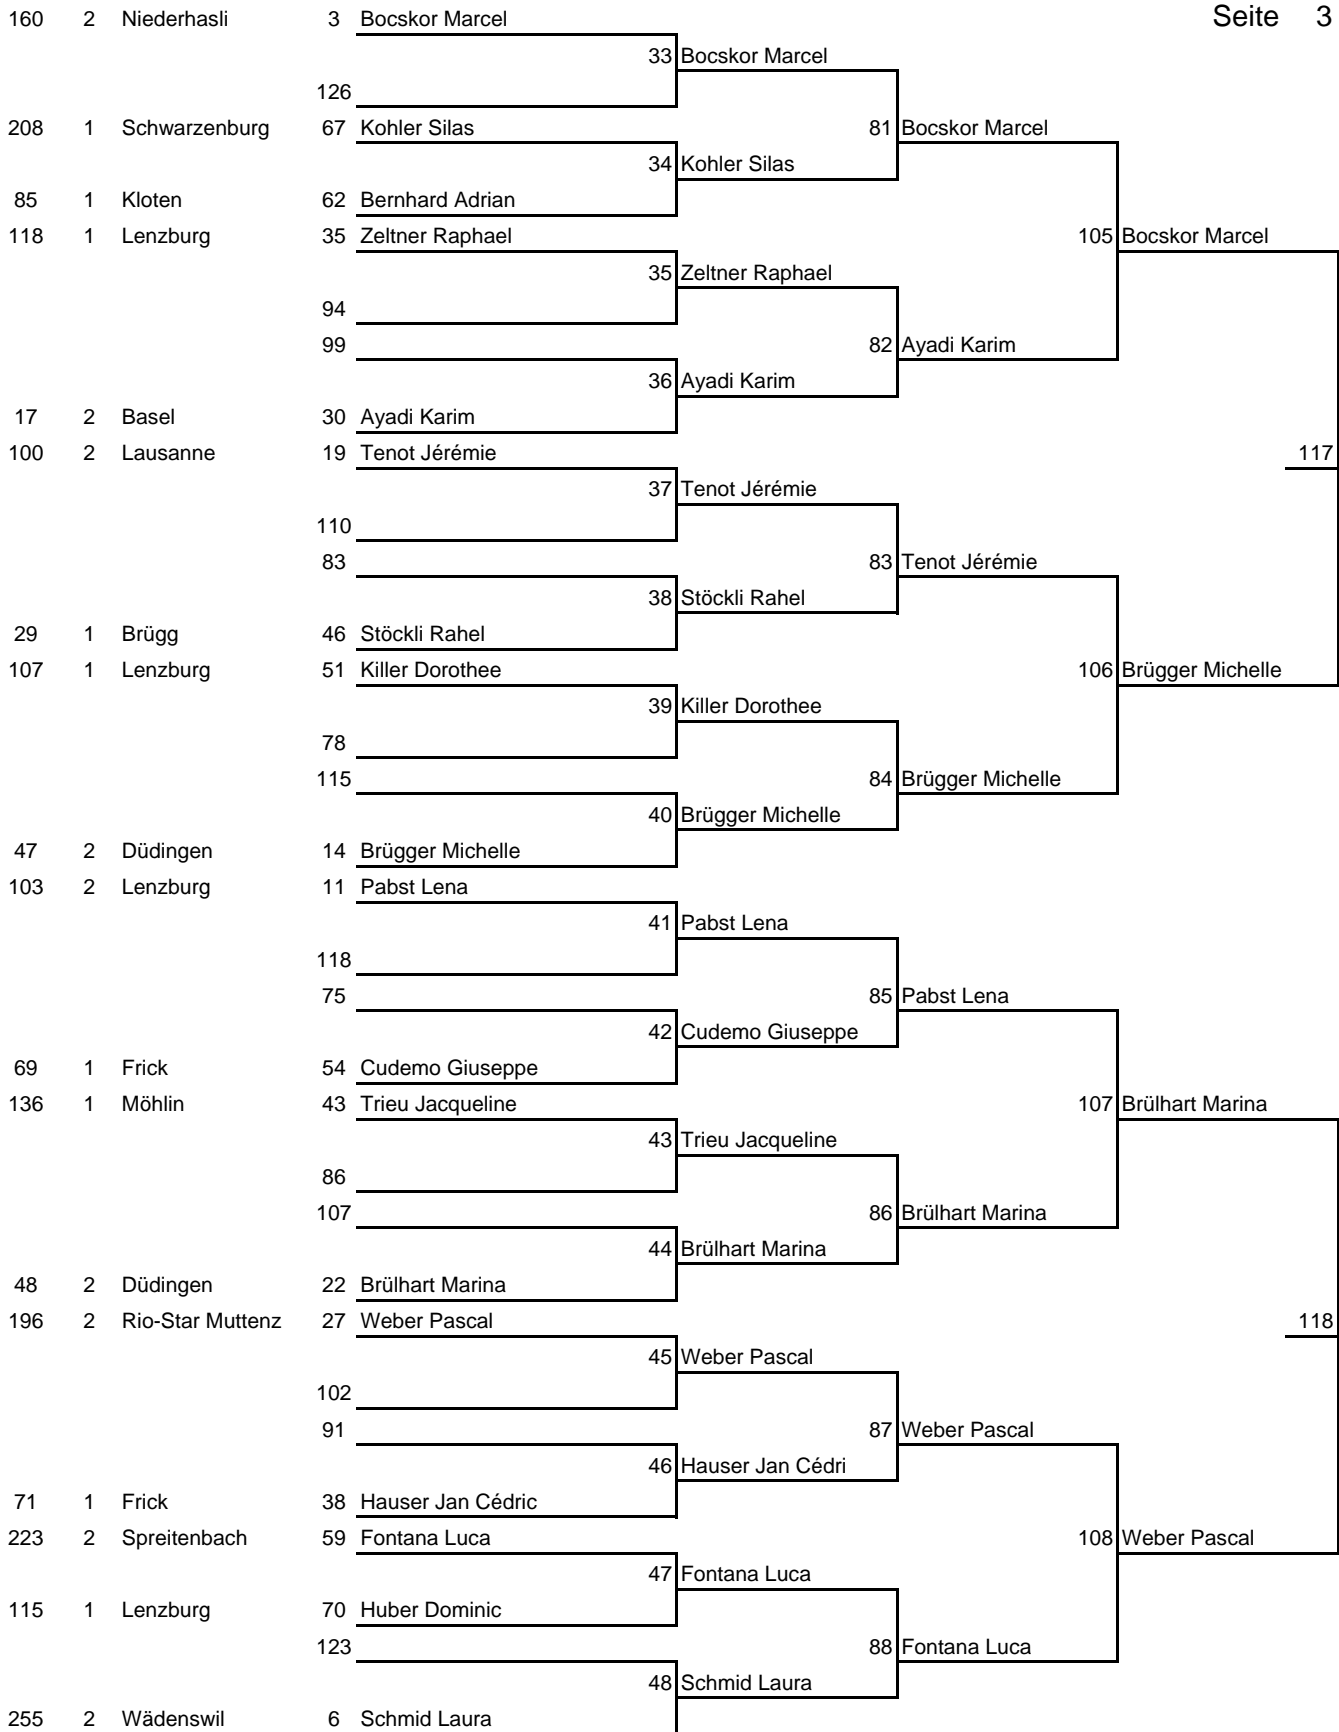 160 2 Niederhasli 3 Bocskor Marcel Seite 3
33 Bocskor Marcel
126
208 1 Schwarzenburg 67 Kohler Silas 81 Bocskor Marcel
34 Kohler Silas
85 1 Kloten 62 Bernhard Adrian
118 1 Lenzburg 35 Zeltner Raphael 105 Bocskor Marcel
35 Zeltner Raphael
94
99 82 Ayadi Karim
36 Ayadi Karim
17 2 Basel 30 Ayadi Karim
100 2 Lausanne 19 Tenot Jérémie 117
37 Tenot Jérémie
110
83 83 Tenot Jérémie
38 Stöckli Rahel
29 1 Brügg 46 Stöckli Rahel
107 1 Lenzburg 51 Killer Dorothee 106 Brügger Michelle
39 Killer Dorothee
78
115 84 Brügger Michelle
40 Brügger Michelle
47 2 Düdingen 14 Brügger Michelle
103 2 Lenzburg 11 Pabst Lena
41 Pabst Lena
118
75 85 Pabst Lena
42 Cudemo Giuseppe
69 1 Frick 54 Cudemo Giuseppe
136 1 Möhlin 43 Trieu Jacqueline 107 Brülhart Marina
43 Trieu Jacqueline
86
107 86 Brülhart Marina
44 Brülhart Marina
48 2 Düdingen 22 Brülhart Marina
196 2 Rio-Star Muttenz 27 Weber Pascal 118
45 Weber Pascal
102
91 87 Weber Pascal
46 Hauser Jan Cédri
71 1 Frick 38 Hauser Jan Cédric
223 2 Spreitenbach 59 Fontana Luca 108 Weber Pascal
47 Fontana Luca
115 1 Lenzburg 70 Huber Dominic
123 88 Fontana Luca
48 Schmid Laura
255 2 Wädenswil 6 Schmid Laura